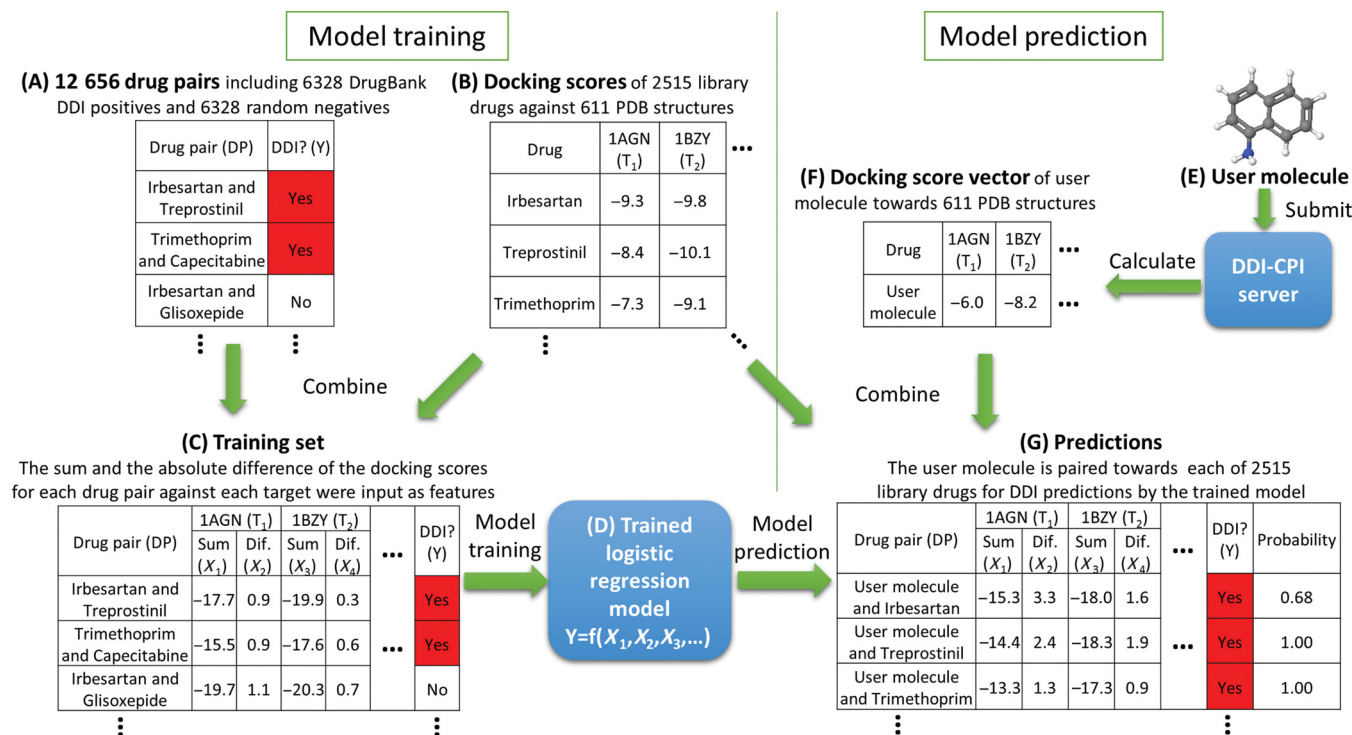 Model training
Model prediction
(A) 12 656 drug pairs including 6328 DrugBank
DDI positives and 6328 random negatives
Drug pair (DP) DDI? (Y)
Irbesartan and
Treprostinil Yes
Trimethoprim
and Capecitabine Yes
Irbesartan and
Glisoxepide No
(B) Docking scores of 2515 library
drugs against 611 PDB structures
Drug 1AGN (T1) 1BZY (T2) ...
Irbesartan −9.3 −9.8
Treprostinil −8.4 −10.1
Trimethoprim −7.3 −9.1
(E) User molecule
Submit
DDI-CPI
server
Calculate
(F) Docking score vector of user
molecule towards 611 PDB structures
Drug 1AGN (T1) 1BZY (T2) ...
User
molecule −6.0 −8.2 ...
Combine
Combine
(C) Training set
The sum and the absolute difference of the docking scores
for each drug pair against each target were input as features
1AGN (T1) 1BZY (T2)
Drug pair (DP) Sum (X1) Dif. (X2) Sum (X3) Dif. (X4) ... DDI? (Y)
Irbesartan and
Treprostinil −17.7 0.9 −19.9 0.3 Yes
Trimethoprim
and Capecitabine −15.5 0.9 −17.6 0.6 ... Yes
Irbesartan and
Glisoxepide −19.7 1.1 −20.3 0.7 No
Model
training
(D) Trained
logistic
regression
model
Y=f(X1,X2,X3,...)
Model
prediction
(G) Predictions
The user molecule is paired towards each of 2515
library drugs for DDI predictions by the trained model
1AGN (T1) 1BZY (T2)
Drug pair (DP) Sum (X1) Dif. (X2) Sum (X3) Dif. (X4) ... DDI? (Y) Probability
User molecule
and Irbesartan −15.3 3.3 −18.0 1.6 Yes 0.68
User molecule
and Treprostinil −14.4 2.4 −18.3 1.9 ... Yes 1.00
User molecule
and Trimethoprim −13.3 1.3 −17.3 0.9 Yes 1.00